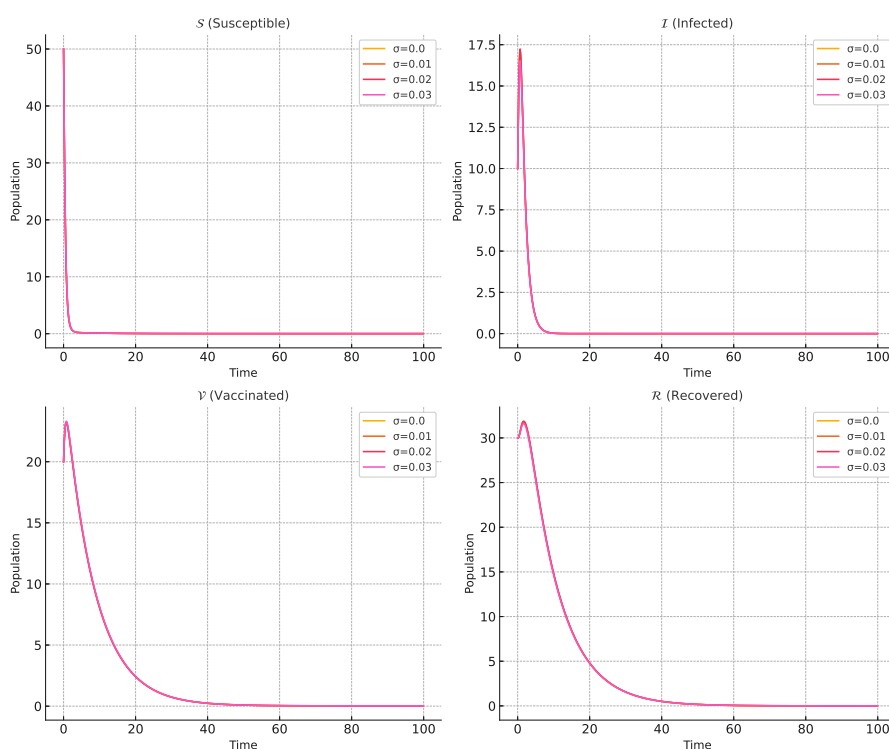 𝒮 (Susceptible)
50
40
30
20
10
0
Population
0 20 40 60 80 100
Time
σ=0.0
σ=0.01
σ=0.02
σ=0.03
ℐ (Infected)
17.5
15.0
12.5
10.0
7.5
5.0
2.5
0.0
Population
0 20 40 60 80 100
Time
σ=0.0
σ=0.01
σ=0.02
σ=0.03
𝒱 (Vaccinated)
20
15
10
5
0
Population
0 20 40 60 80 100
Time
σ=0.0
σ=0.01
σ=0.02
σ=0.03
ℛ (Recovered)
30
25
20
15
10
5
0
Population
0 20 40 60 80 100
Time
σ=0.0
σ=0.01
σ=0.02
σ=0.03